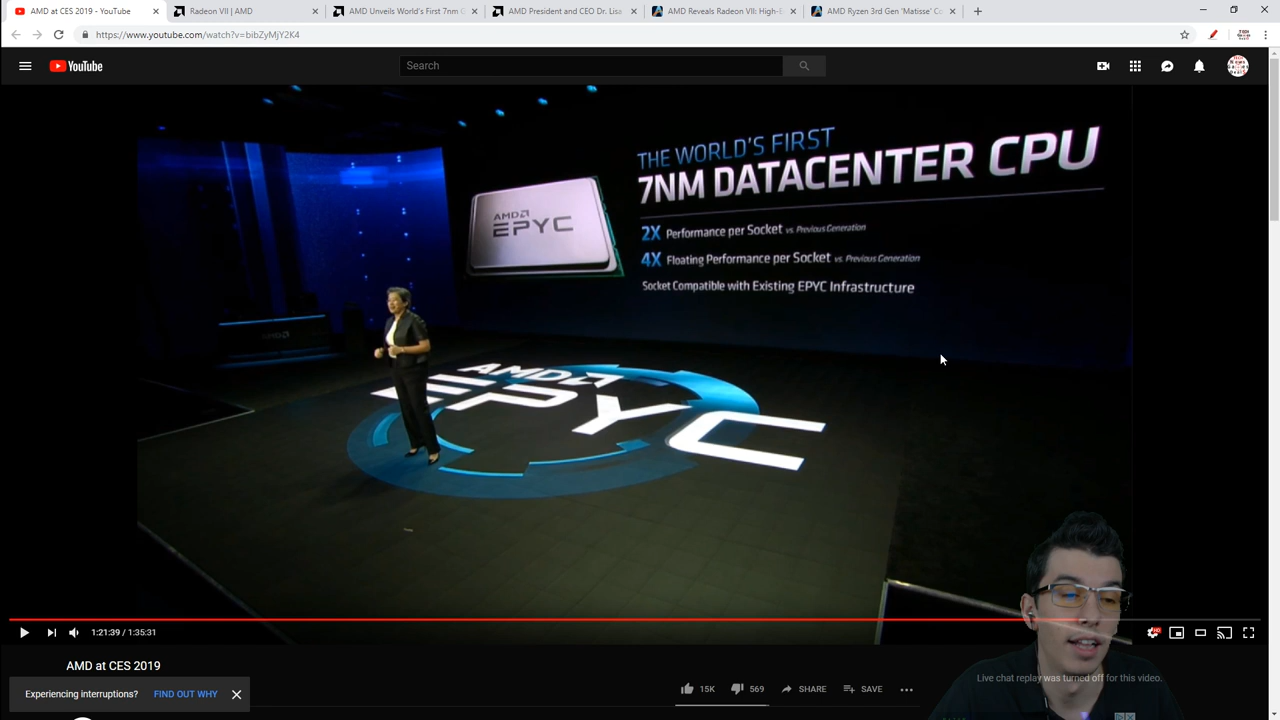 AMD at CES 2019 - YouTube
Radeon VII | AMD
AMD Unveils World's First 7nm G
AMD President and CEO Dr. Lisa
AMD Reveals Radeon VII: High-E
AMD Ryzen 3rd Gen 'Matisse' Co
https://www.youtube.com/watch?v=bibZyMjY2K4
YouTube
Search
THE WORLD'S FIRST
7NM DATACENTER CPU
AMD
EPYC
2X Performance per Socket vs. Previous Generation
4X Floating Performance per Socket vs. Previous Generation
Socket Compatible with Existing EPYC Infrastructure
AMD
AMD
EPYC
1:21:39 / 1:35:31
HD
AMD at CES 2019
Experiencing interruptions? FIND OUT WHY
15K 569 SHARE SAVE
Live chat replay was turned off for this video.